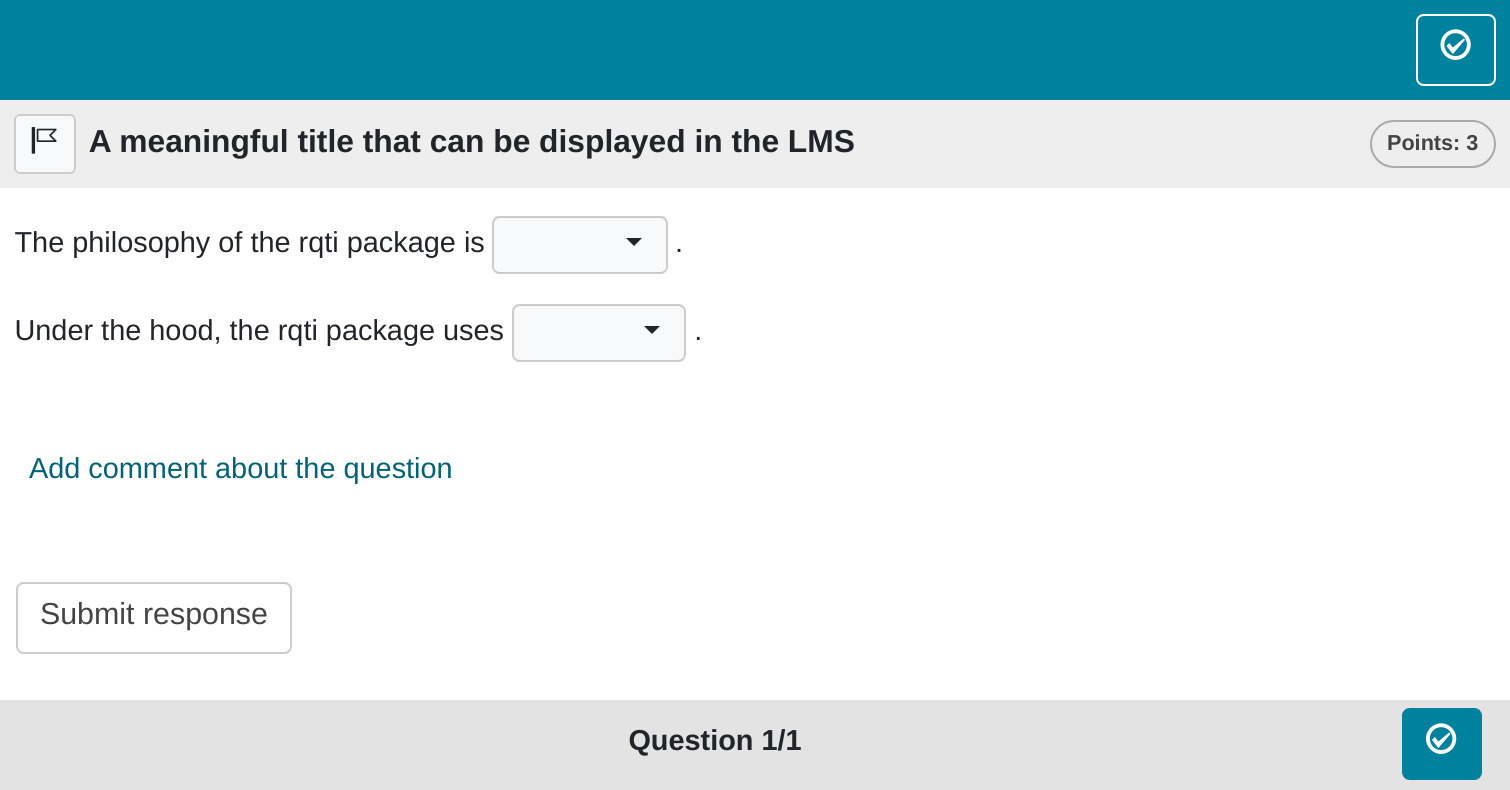 A meaningful title that can be displayed in the LMS
Points: 3
The philosophy of the rqti package is .
Under the hood, the rqti package uses .
Add comment about the question
Submit response
Question 1/1